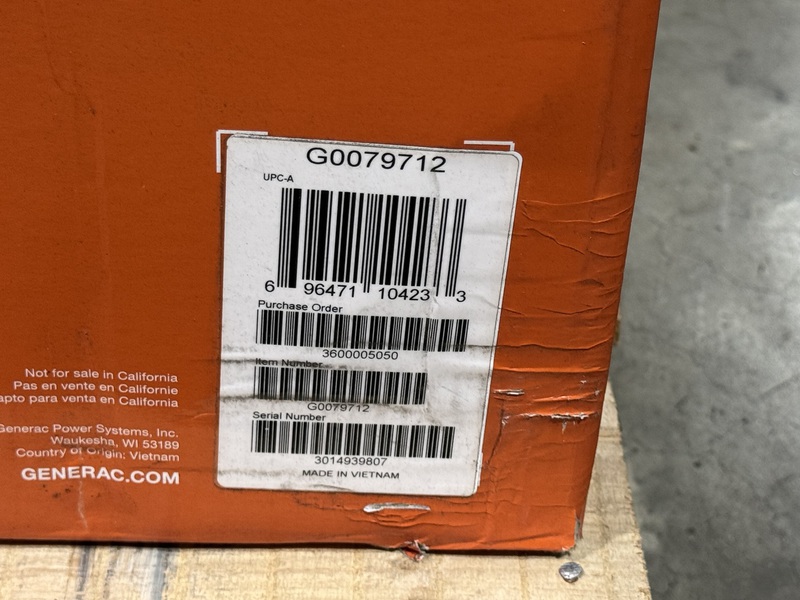 G0079712
UPC-A
6 96471 10423 3
Purchase Order
3600005050
Item Number
G0079712
Serial Number
3014939807
MADE IN VIETNAM
Not for sale in California
Pas en vente en Californie
para venta en California
Generac Power Systems, Inc.
Waukesha, WI 53189
Country of Origin: Vietnam
GENERAC.COM